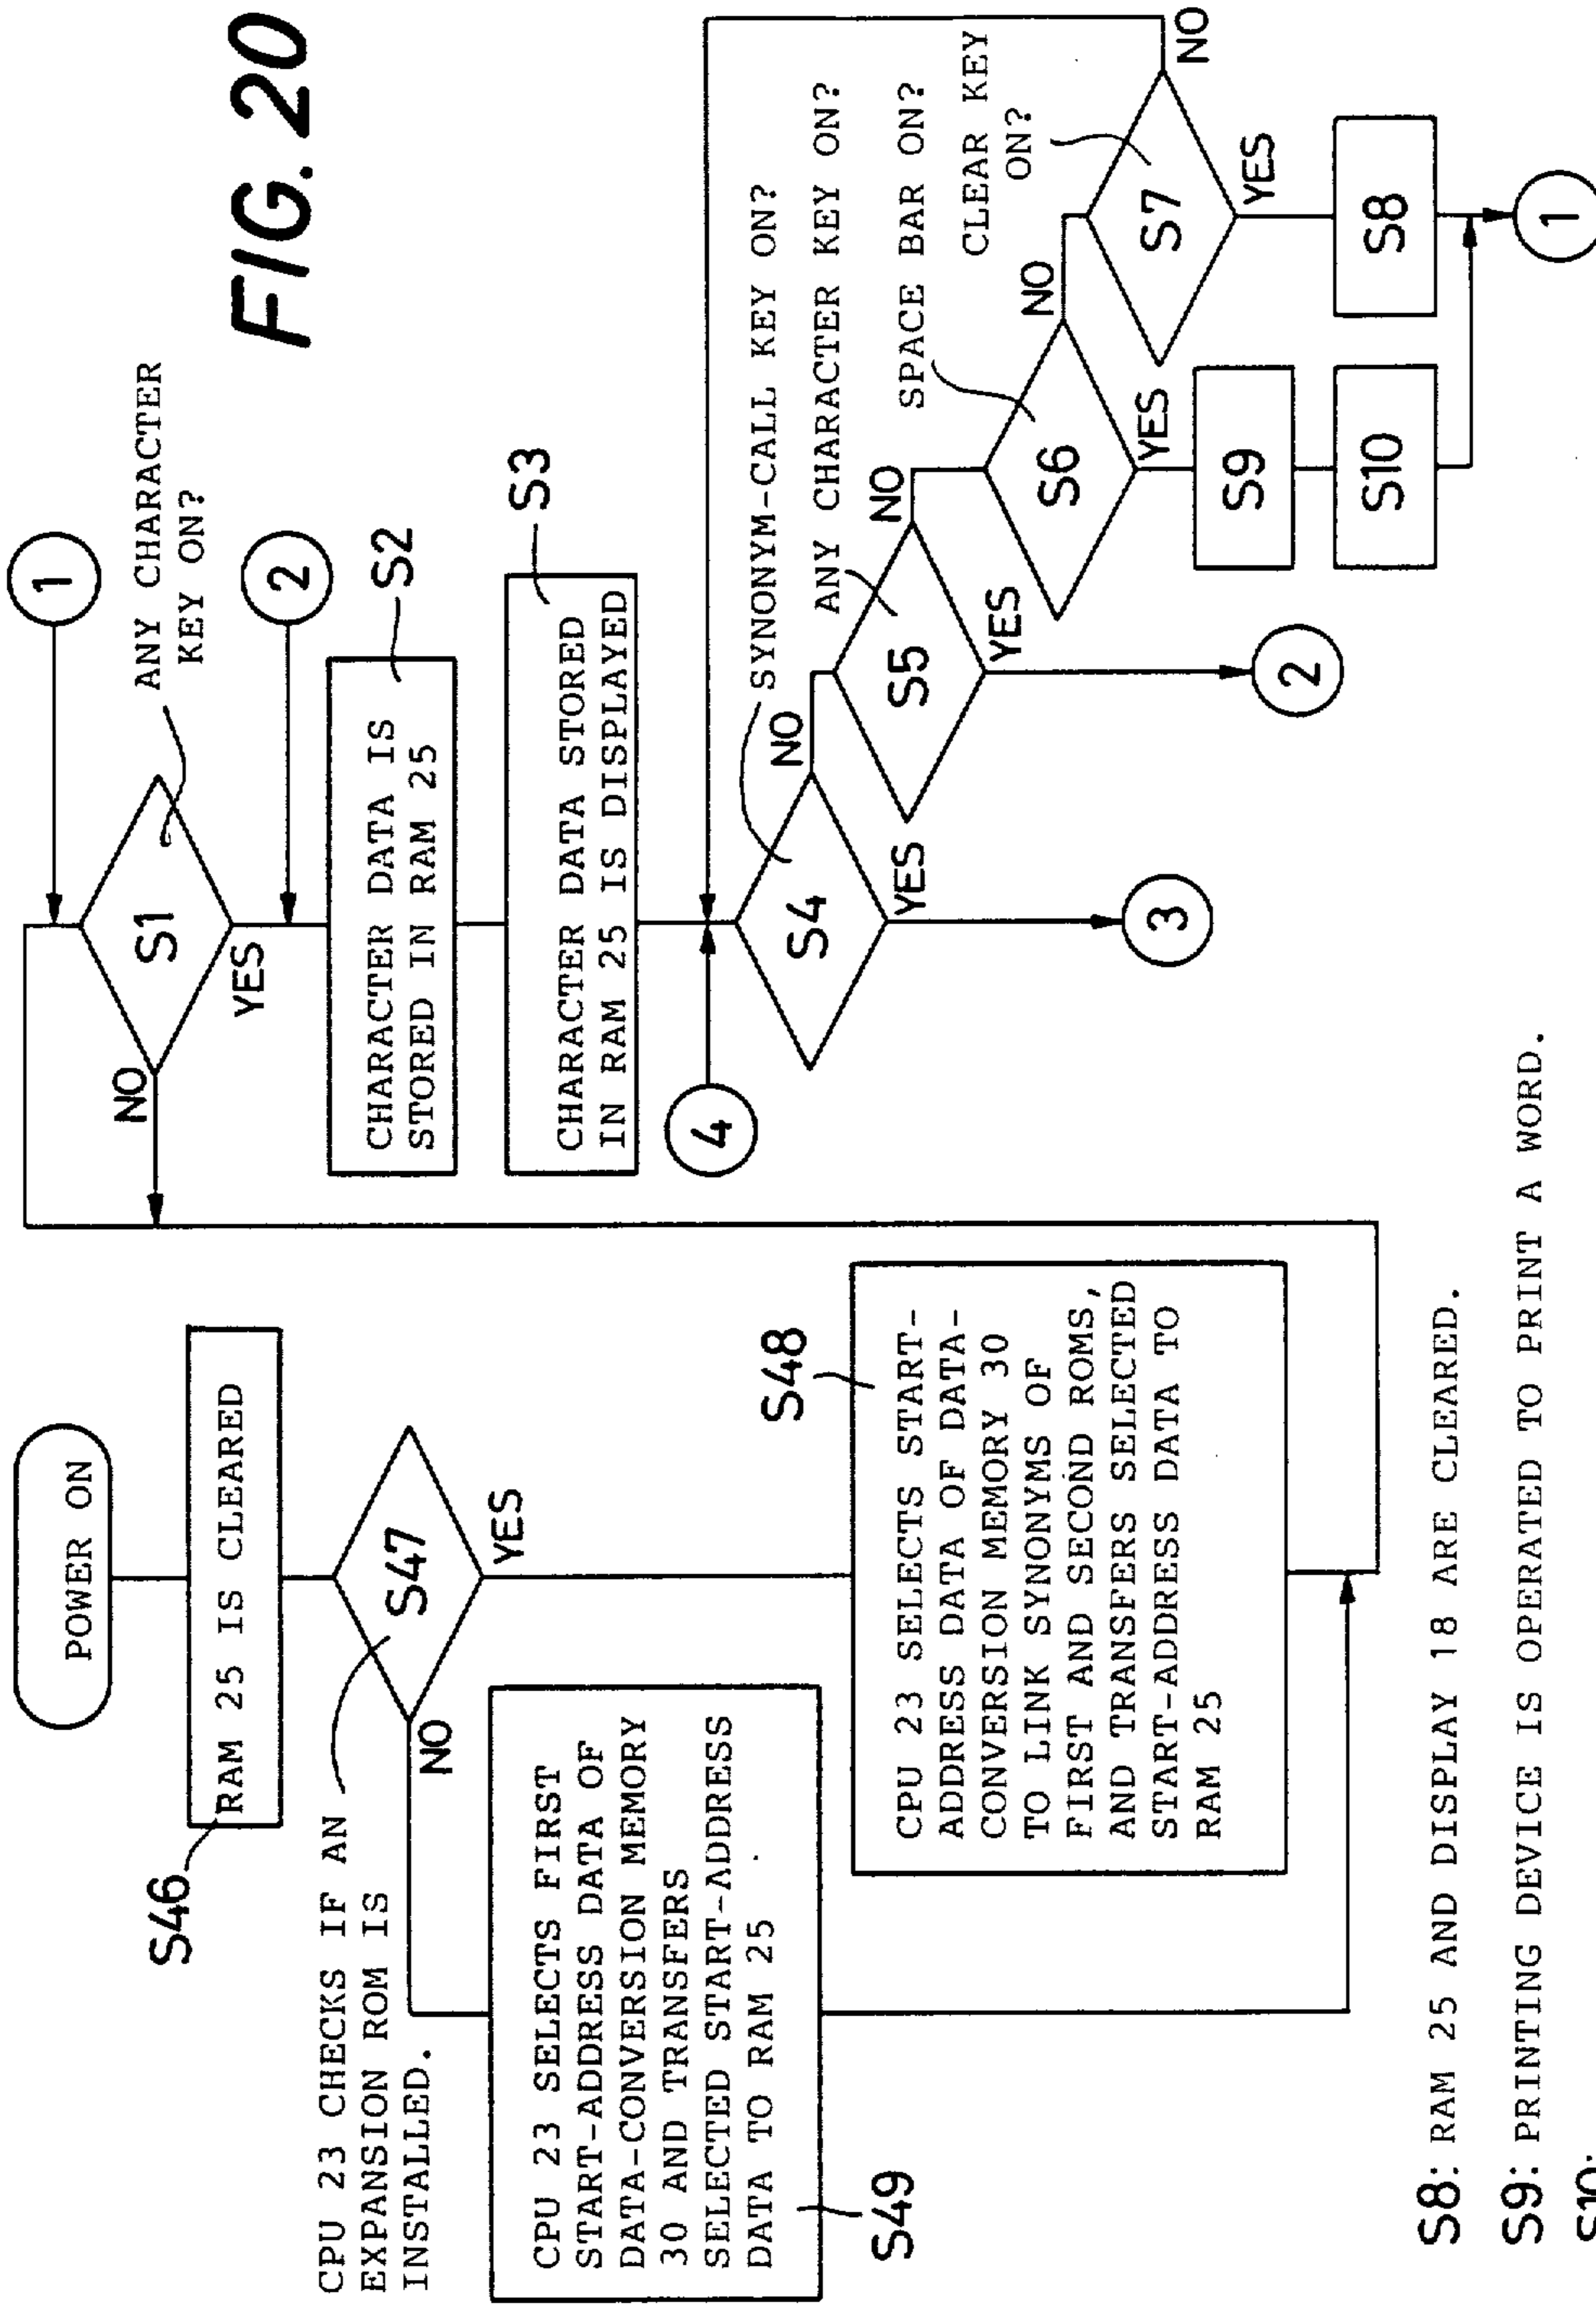 FIG. 20
POWER ON
S46
RAM 25 IS CLEARED
CPU 23 CHECKS IF AN
EXPANSION ROM IS
INSTALLED.
S47
NO
YES
CPU 23 SELECTS FIRST
START-ADDRESS DATA OF
DATA-CONVERSION MEMORY
30 AND TRANSFERS
SELECTED START-ADDRESS
DATA TO RAM 25
S49
S48
CPU 23 SELECTS START-
ADDRESS DATA OF DATA-
CONVERSION MEMORY 30
TO LINK SYNONYMS OF
FIRST AND SECOND ROMS,
AND TRANSFERS SELECTED
START-ADDRESS DATA TO
RAM 25
1
ANY CHARACTER
KEY ON?
S1
NO
YES
2
S2
CHARACTER DATA IS
STORED IN RAM 25
S3
CHARACTER DATA STORED
IN RAM 25 IS DISPLAYED
4
SYNONYM-CALL KEY ON?
S4
NO
YES
3
ANY CHARACTER KEY ON?
S5
NO
YES
2
SPACE BAR ON?
S6
NO
YES
S9
S10
CLEAR KEY
ON?
S7
NO
YES
S8
1
S8: RAM 25 AND DISPLAY 18 ARE CLEARED.
S9: PRINTING DEVICE IS OPERATED TO PRINT A WORD.
S10: